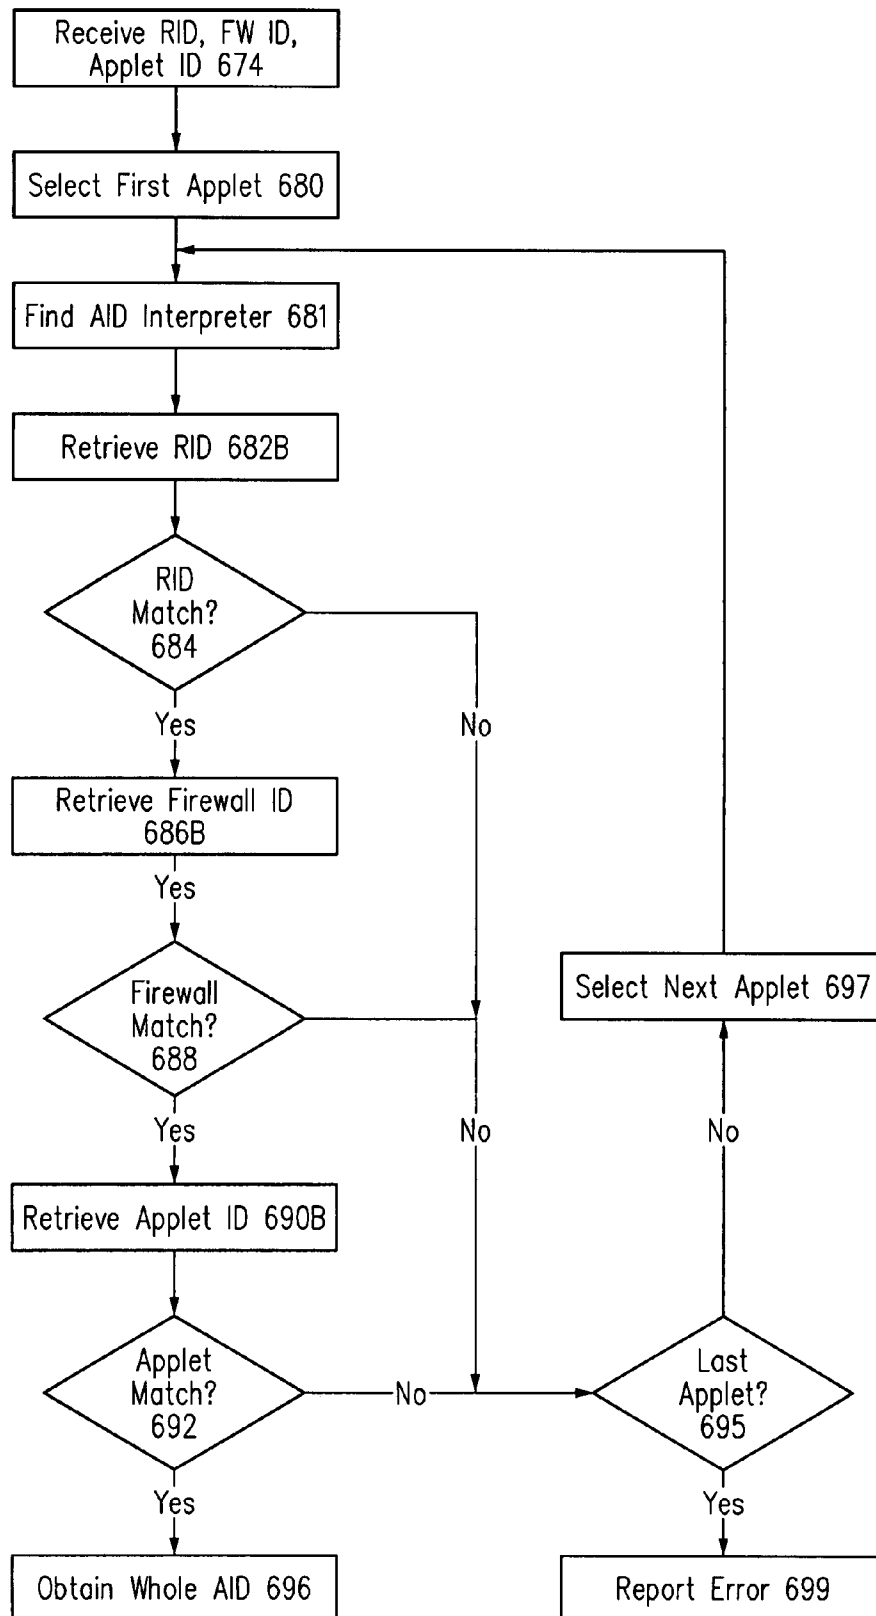 Receive RID, FW ID,
Applet ID 674
Select First Applet 680
Find AID Interpreter 681
Retrieve RID 682B
RID
Match?
684
Yes
No
Retrieve Firewall ID
686B
Yes
Firewall
Match?
688
Select Next Applet 697
Yes
No
No
Retrieve Applet ID 690B
Applet
Match?
692
No
Last
Applet?
695
Yes
Yes
Obtain Whole AID 696
Report Error 699